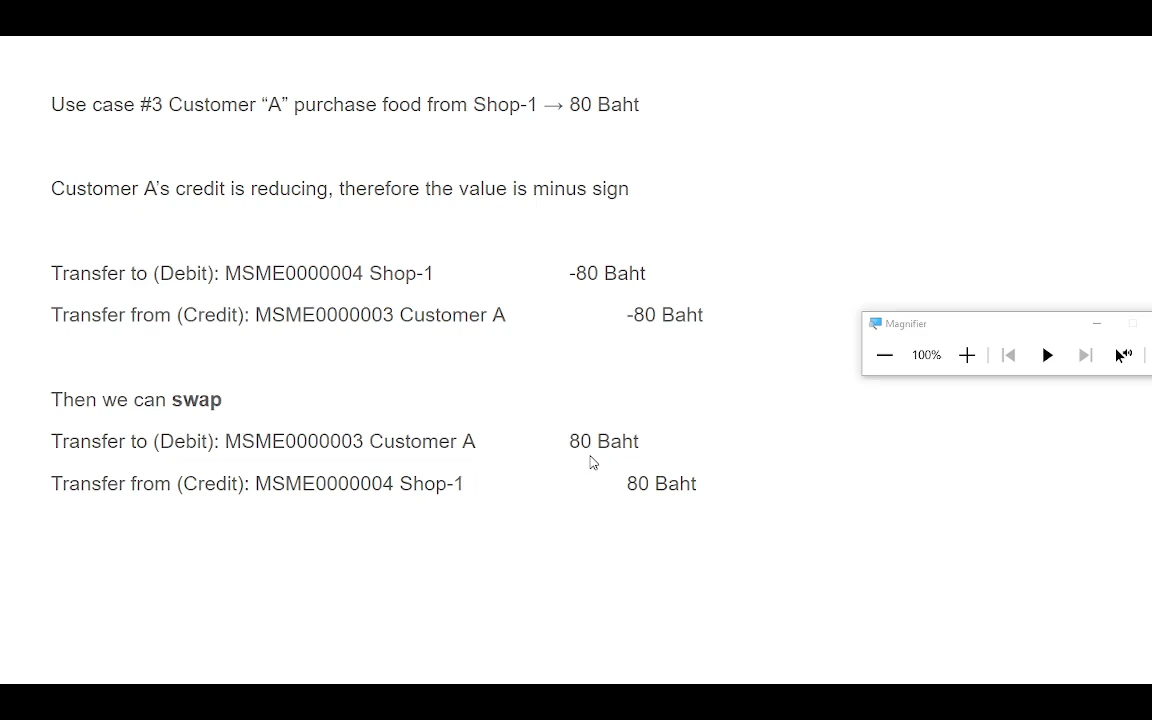 Use case #3 Customer “A” purchase food from Shop-1 → 80 Baht
Customer A’s credit is reducing, therefore the value is minus sign
Transfer to (Debit): MSME0000004 Shop-1 -80 Baht
Transfer from (Credit): MSME0000003 Customer A -80 Baht
Magnifier
100%
Then we can swap
Transfer to (Debit): MSME0000003 Customer A 80 Baht
Transfer from (Credit): MSME0000004 Shop-1 80 Baht